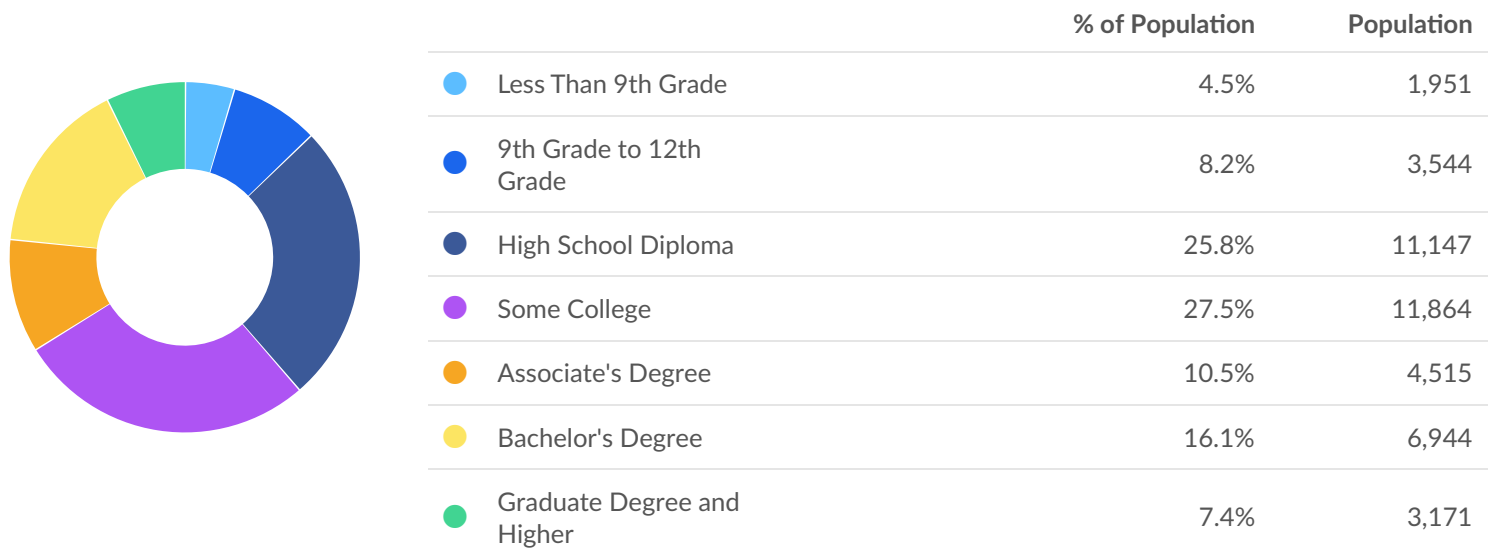 % of Population Population
Less Than 9th Grade 4.5% 1,951
9th Grade to 12th
Grade 8.2% 3,544
High School Diploma 25.8% 11,147
Some College 27.5% 11,864
Associate's Degree 10.5% 4,515
Bachelor's Degree 16.1% 6,944
Graduate Degree and
Higher 7.4% 3,171